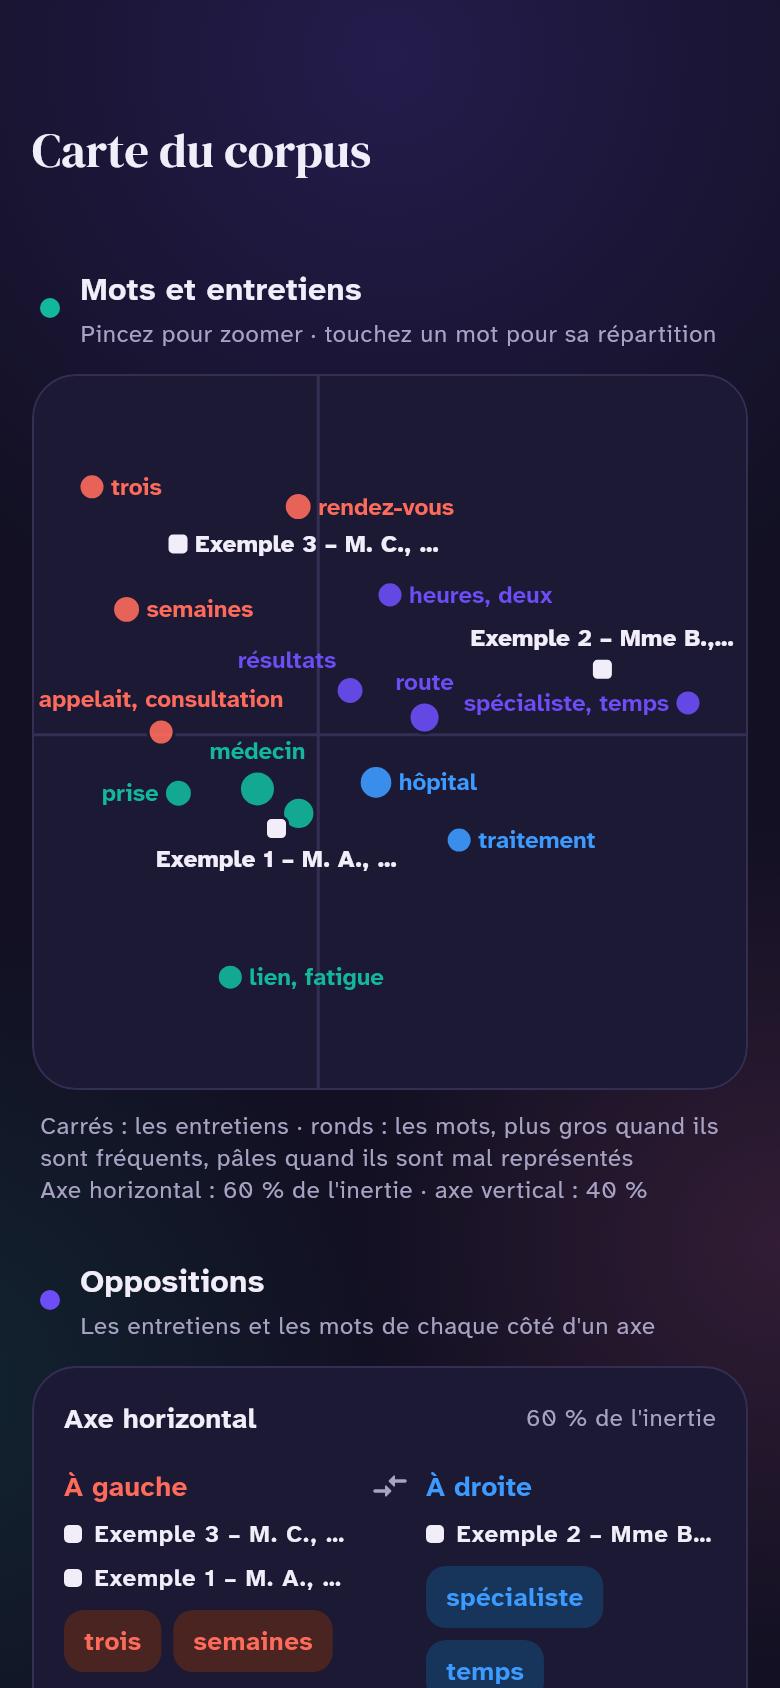 Carte du corpus
Mots et entretiens
Pincez pour zoomer · touchez un mot pour sa répartition
trois
rendez-vous
Exemple 3 – M. C., ...
heures, deux
semaines
Exemple 2 – Mme B.,...
résultats
route
appelait, consultation
spécialiste, temps
médecin
prise
hôpital
traitement
Exemple 1 – M. A., ...
lien, fatigue
Carrés : les entretiens · ronds : les mots, plus gros quand ils
sont fréquents, pâles quand ils sont mal représentés
Axe horizontal : 60 % de l'inertie · axe vertical : 40 %
Oppositions
Les entretiens et les mots de chaque côté d'un axe
Axe horizontal
60 % de l'inertie
À gauche
À droite
Exemple 3 – M. C., ...
Exemple 2 – Mme B...
Exemple 1 – M. A., ...
spécialiste
trois
semaines
temps